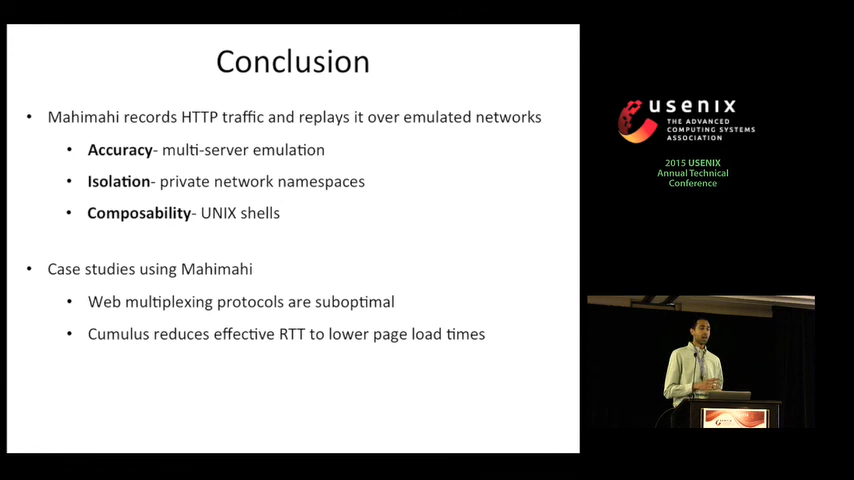 Conclusion
• Mahimahi records HTTP traffic and replays it over emulated networks
• Accuracy- multi-server emulation
• Isolation- private network namespaces
• Composability- UNIX shells
• Case studies using Mahimahi
• Web multiplexing protocols are suboptimal
• Cumulus reduces effective RTT to lower page load times
usenix
THE ADVANCED
COMPUTING SYSTEMS
ASSOCIATION
2015 USENIX
Annual Technical
Conference